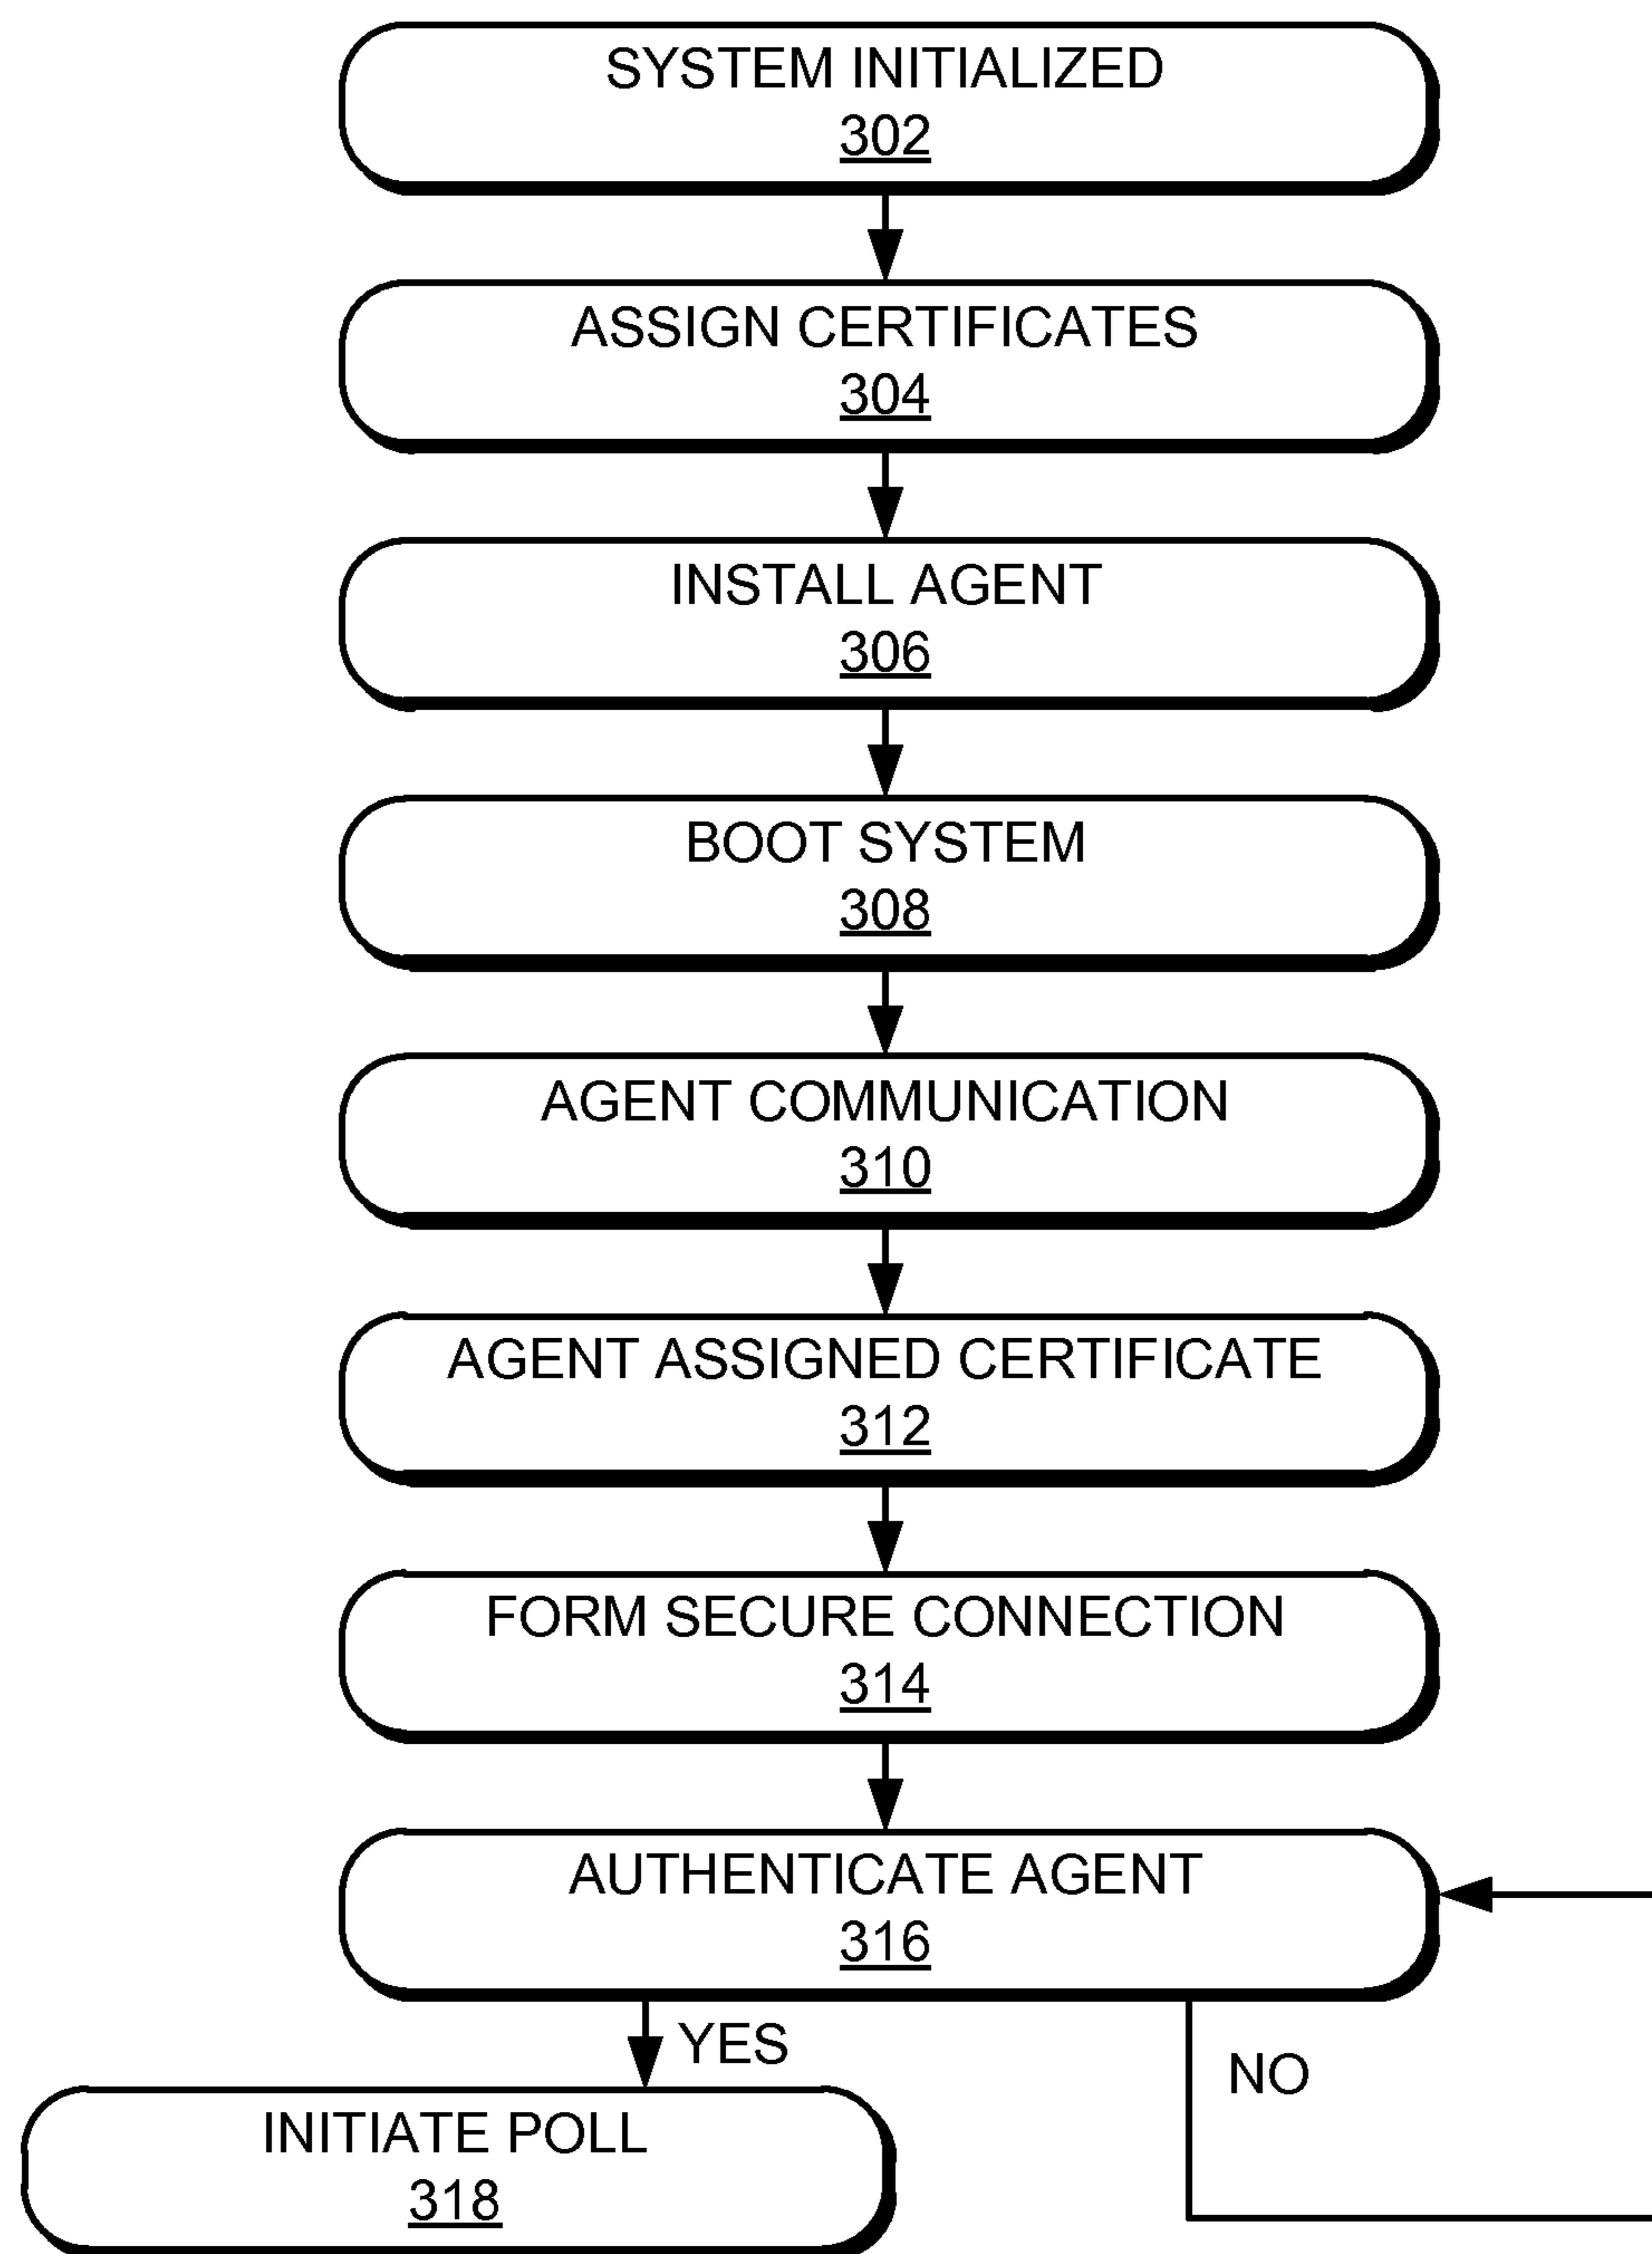 SYSTEM INITIALIZED
302
ASSIGN CERTIFICATES
304
INSTALL AGENT
306
BOOT SYSTEM
308
AGENT COMMUNICATION
310
AGENT ASSIGNED CERTIFICATE
312
FORM SECURE CONNECTION
314
AUTHENTICATE AGENT
316
YES
NO
INITIATE POLL
318